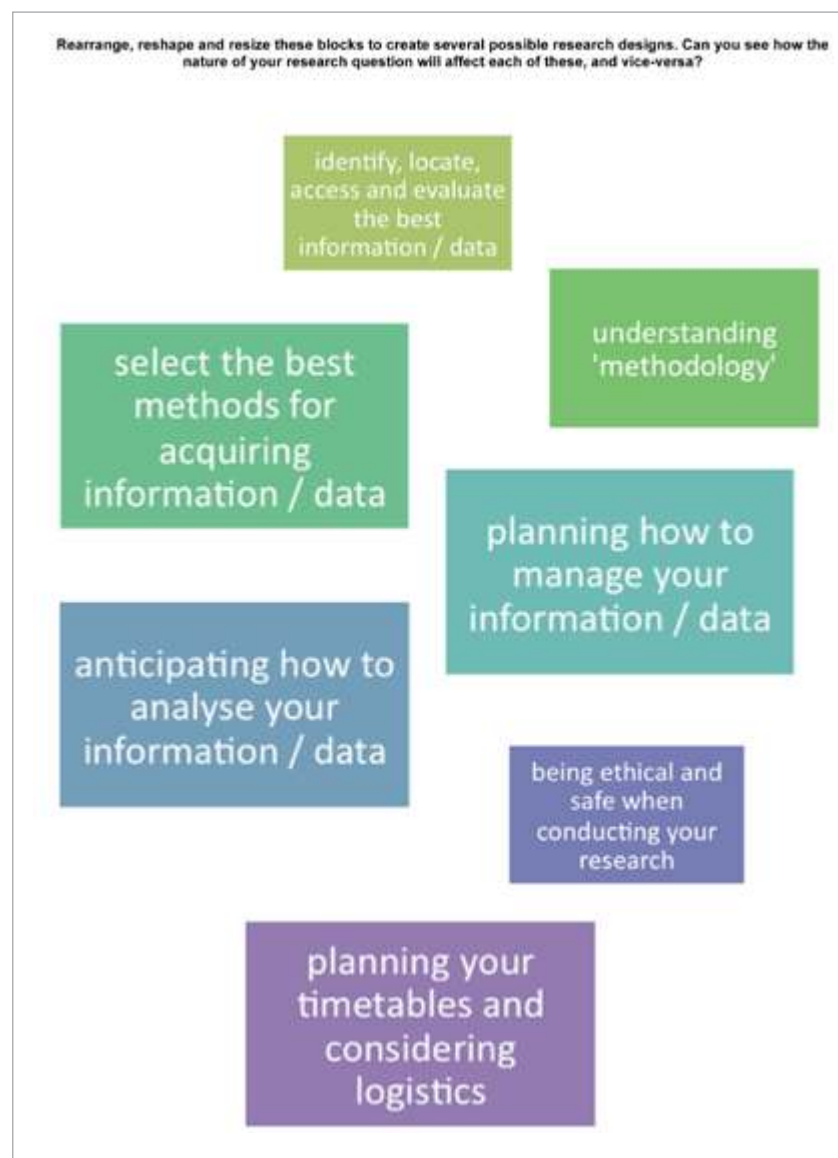 Rearrange, reshape and resize these blocks to create several possible research designs. Can you see how the
nature of your research question will affect each of these, and vice-versa?
identify, locate,
access and evaluate
the best
information / data
understanding
'methodology'
select the best
methods for
acquiring
information / data
planning how to
manage your
information / data
anticipating how to
analyse your
information / data
being ethical and
safe when
conducting your
research
planning your
timetables and
considering
logistics